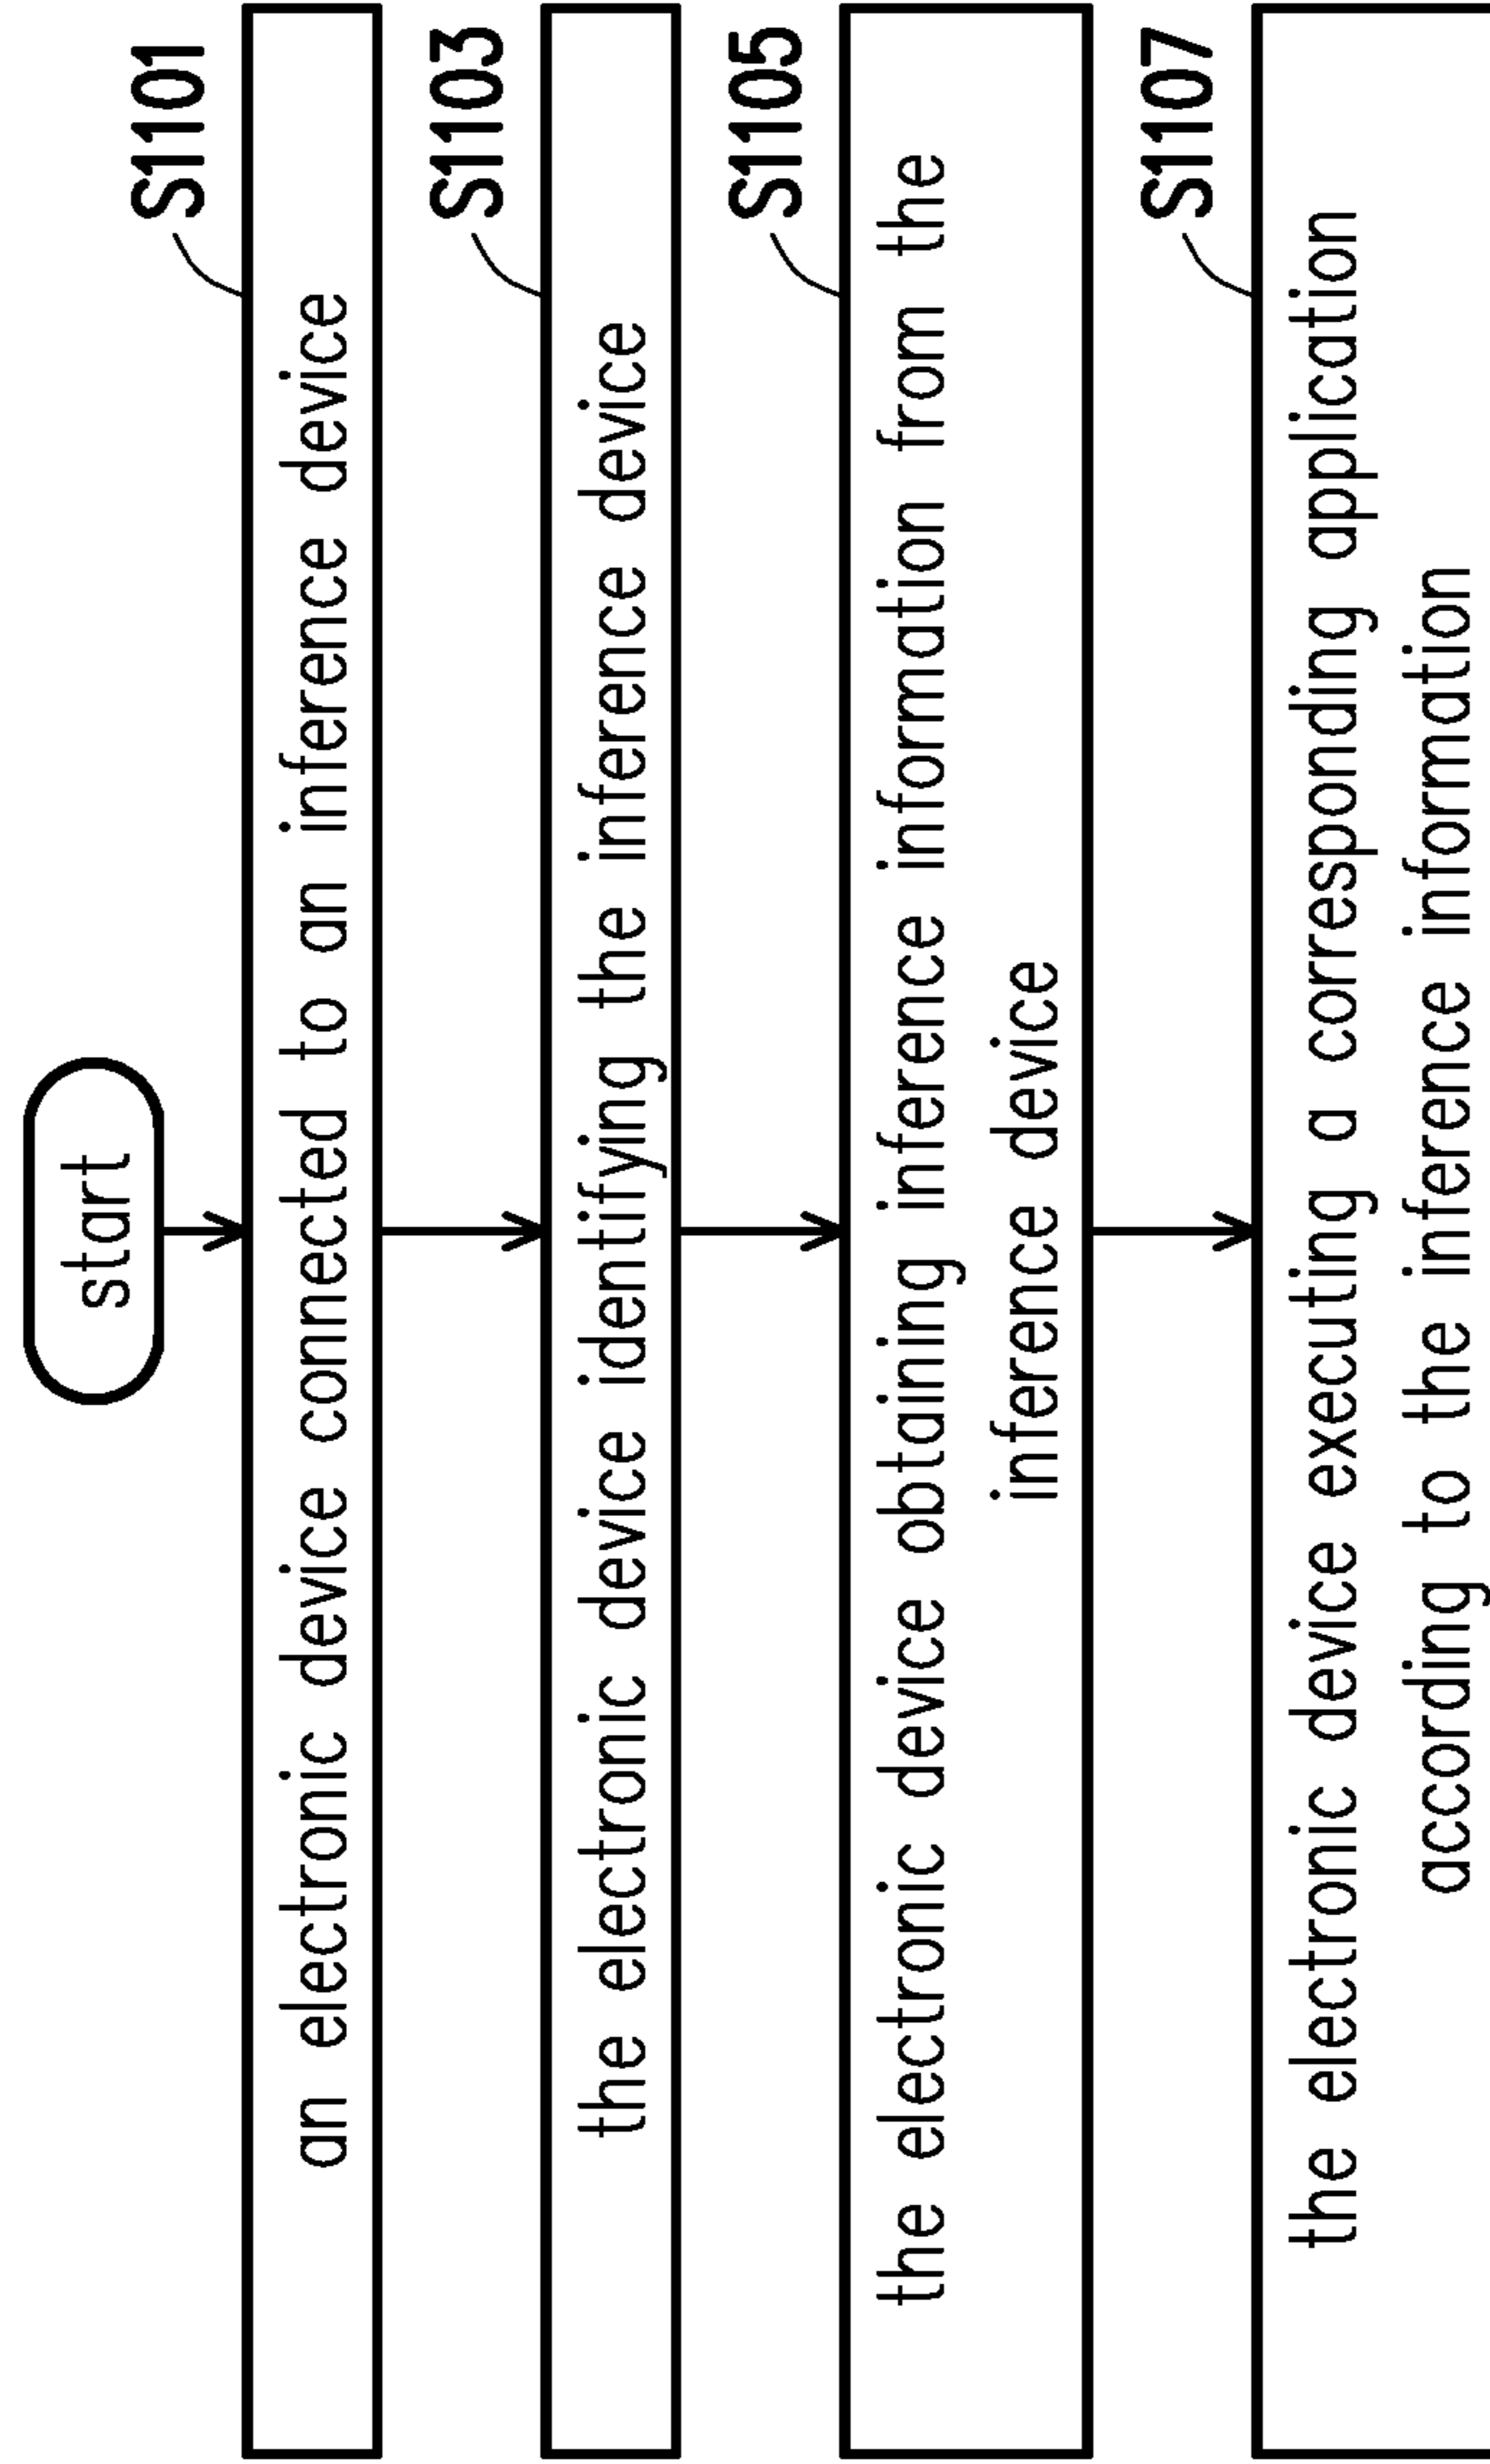 start
S1101
an electronic device connected to an inference device
S1103
the electronic device identifying the inference device
S1105
the electronic device obtaining inference information from the
inference device
S1107
the electronic device executing a corresponding application
according to the inference information